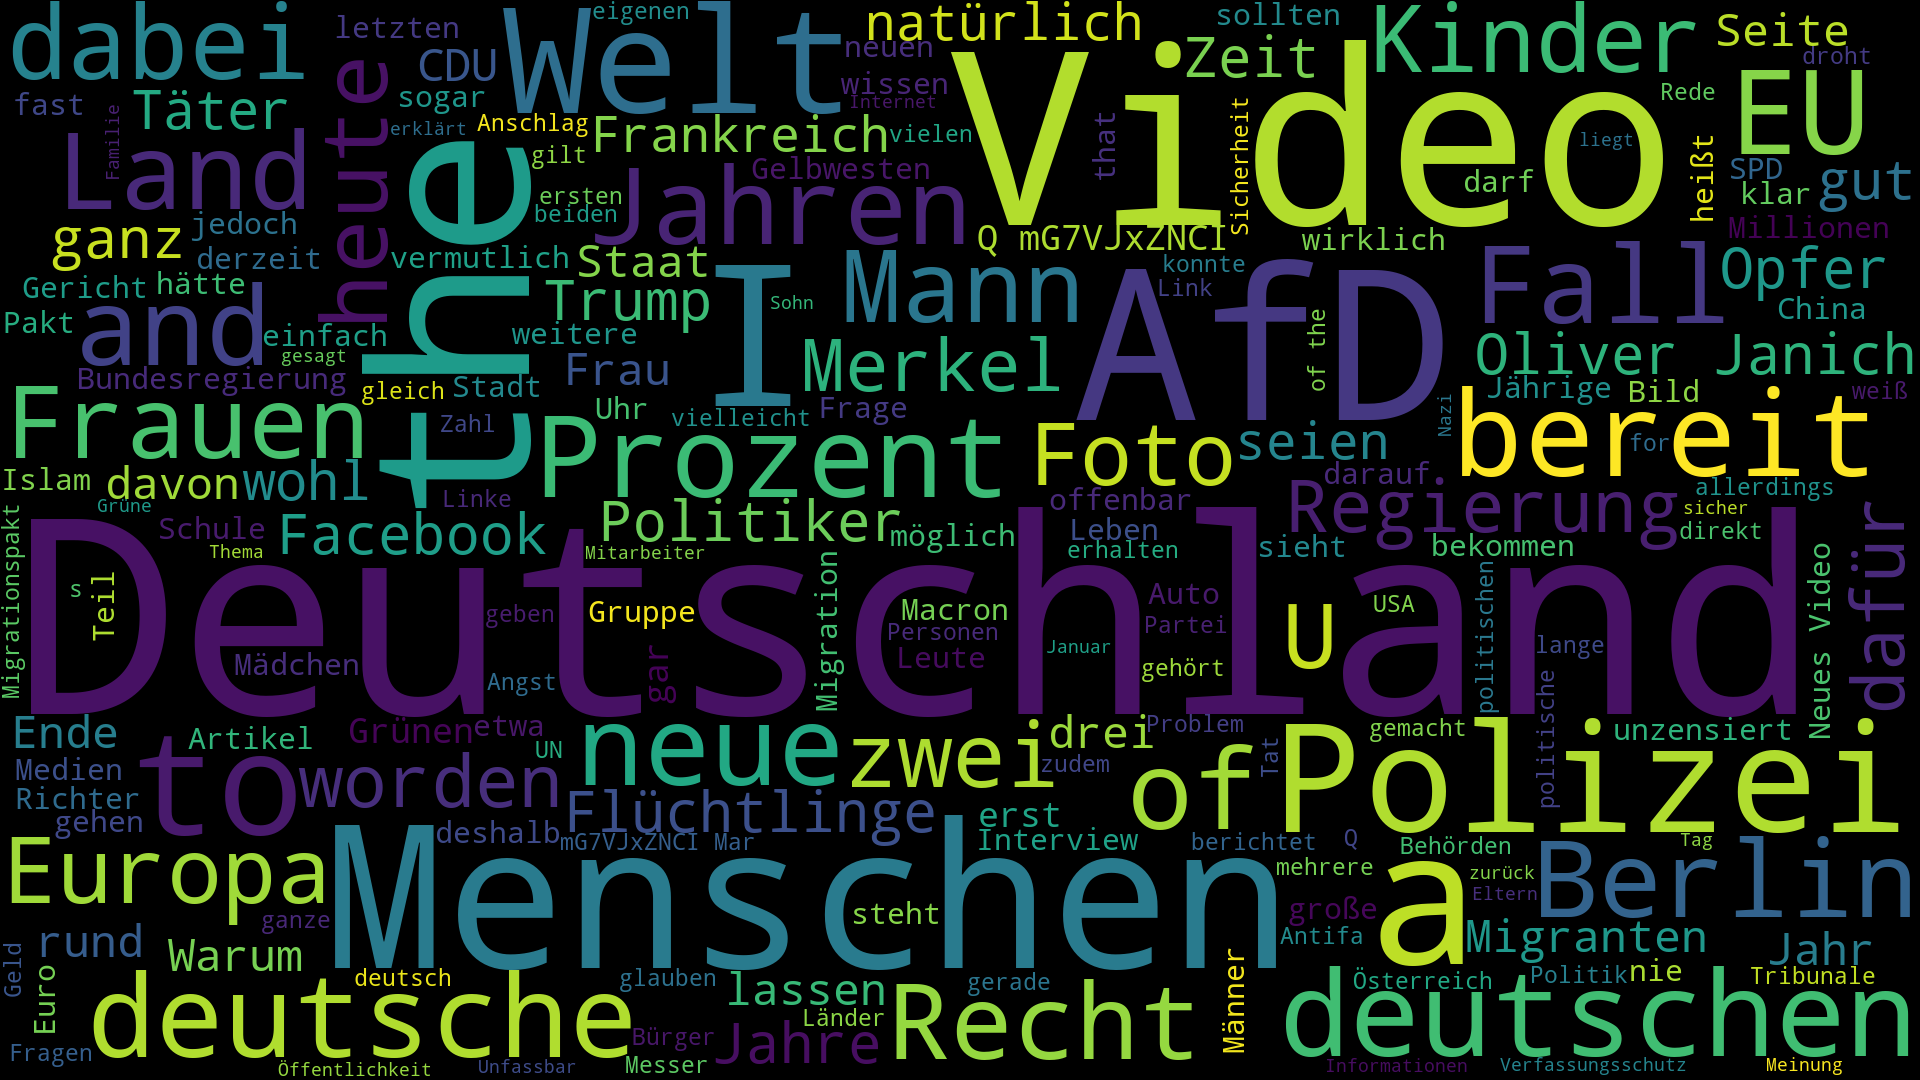 dabei
letzten
Welt
eigenen
natürlich
sollten
Kinder
Seite
CDU
neuen
Zeit
droht
fast
Täter
sogar
wissen
Internet
Video
Rede
EU
Familie
heute
erklärt
Anschlag
Frankreich
vielen
that
Sicherheit
liegt
heißt
Land
the
gilt
Gelbwesten
darf
SPD
gut
ersten
Jahren
klar
jedoch
beiden
Millionen
ganz
derzeit
vermutlich
Staat
Q mG7VJxZNCI
wirklich
Gericht
hätte
Trump
I
Sohn
Mann
konnte
Link
AfD
Fall
Opfer
China
Pakt
and
einfach
weitere
of the
gesagt
Merkel
Oliver Janich
Bundesregierung
gleich
Stadt
Frau
Jährige
Bild
weiß
Frauen
Zahl
Uhr
vielleicht
Frage
Nazi
bereit
Prozent
Foto
seien
for
Islam
davon
wohl
Linke
darauf
allerdings
Grüne
offenbar
Regierung
sicher
Schule
Facebook
Politiker
möglich
Leben
direkt
dafür
Migrationspakt
Thema
Mitarbeiter
erhalten
sieht
bekommen
Deutschland
s
Teil
geben
Gruppe
Migration
Macron
Auto
U
USA
politischen
Neues Video
Personen
Partei
Mädchen
gar
Leute
Januar
lange
Angst
gehört
politische
Ende
Artikel
Grünen
etwa
neue
zwei
drei
Problem
gemacht
unzensiert
UN
Medien
to
worden
zudem
of
Tat
Polizei
Richter
Flüchtlinge
erst
gehen
deshalb
mG7VJxZNCI Mar
Interview
berichtet
Q
Behörden
Tag
Europa
Menschen
mehrere
a
zurück
Berlin
Eltern
ganze
steht
große
rund
Warum
Antifa
Migranten
Jahr
Geld
Euro
deutsch
glauben
lassen
gerade
Männer
Österreich
Politik
nie
Tribunale
deutsche
Länder
Recht
deutschen
Fragen
Bürger
Jahre
Öffentlichkeit
Unfassbar
Messer
Informationen
Verfassungsschutz
Meinung